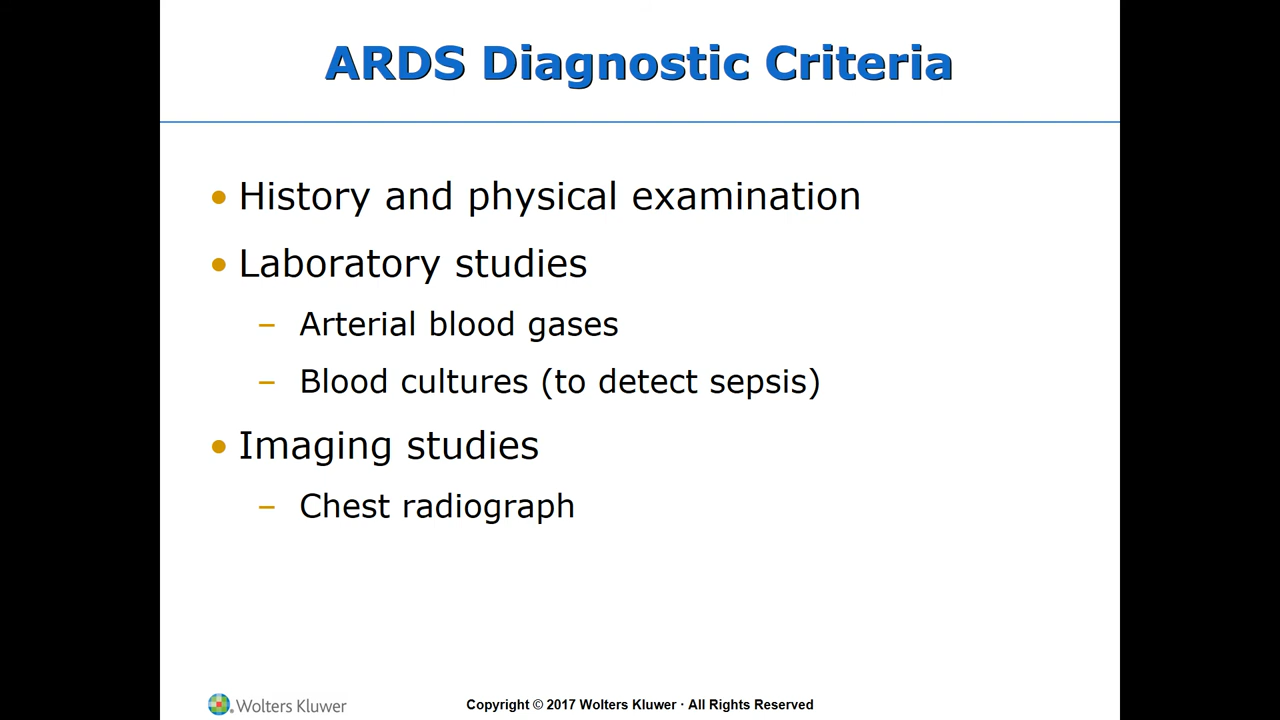 ARDS Diagnostic Criteria
• History and physical examination
• Laboratory studies
– Arterial blood gases
– Blood cultures (to detect sepsis)
• Imaging studies
– Chest radiograph
Wolters Kluwer
Copyright © 2017 Wolters Kluwer · All Rights Reserved